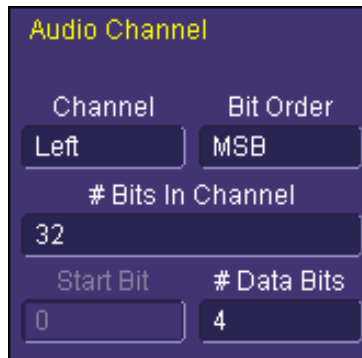 Audio Channel
Channel Bit Order
Left MSB
# Bits In Channel
32
Start Bit # Data Bits
0 4